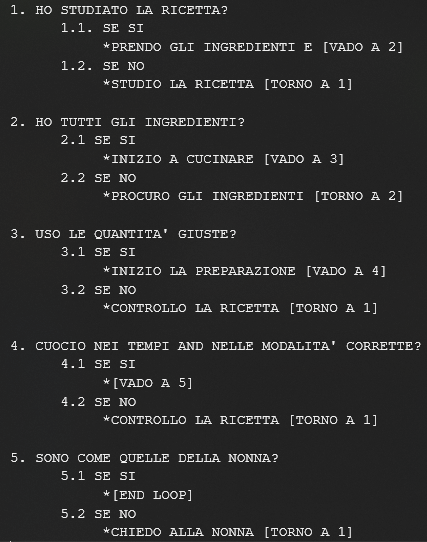 1. HO STUDIATO LA RICETTA?
1.1. SE SI
*PRENDO GLI INGREDIENTI E [VADO A 2]
1.2. SE NO
*STUDIO LA RICETTA [TORNO A 1]
2. HO TUTTI GLI INGREDIENTI?
2.1 SE SI
*INIZIO A CUCINARE [VADO A 3]
2.2 SE NO
*PROCURO GLI INGREDIENTI [TORNO A 2]
3. USO LE QUANTITA' GIUSTE?
3.1 SE SI
*INIZIO LA PREPARAZIONE [VADO A 4]
3.2 SE NO
*CONTROLLO LA RICETTA [TORNO A 1]
4. CUOCIO NEI TEMPI AND NELLE MODALITA' CORRETTE?
4.1 SE SI
*[VADO A 5]
4.2 SE NO
*CONTROLLO LA RICETTA [TORNO A 1]
5. SONO COME QUELLE DELLA NONNA?
5.1 SE SI
*[END LOOP]
5.2 SE NO
*CHIEDO ALLA NONNA [TORNO A 1]